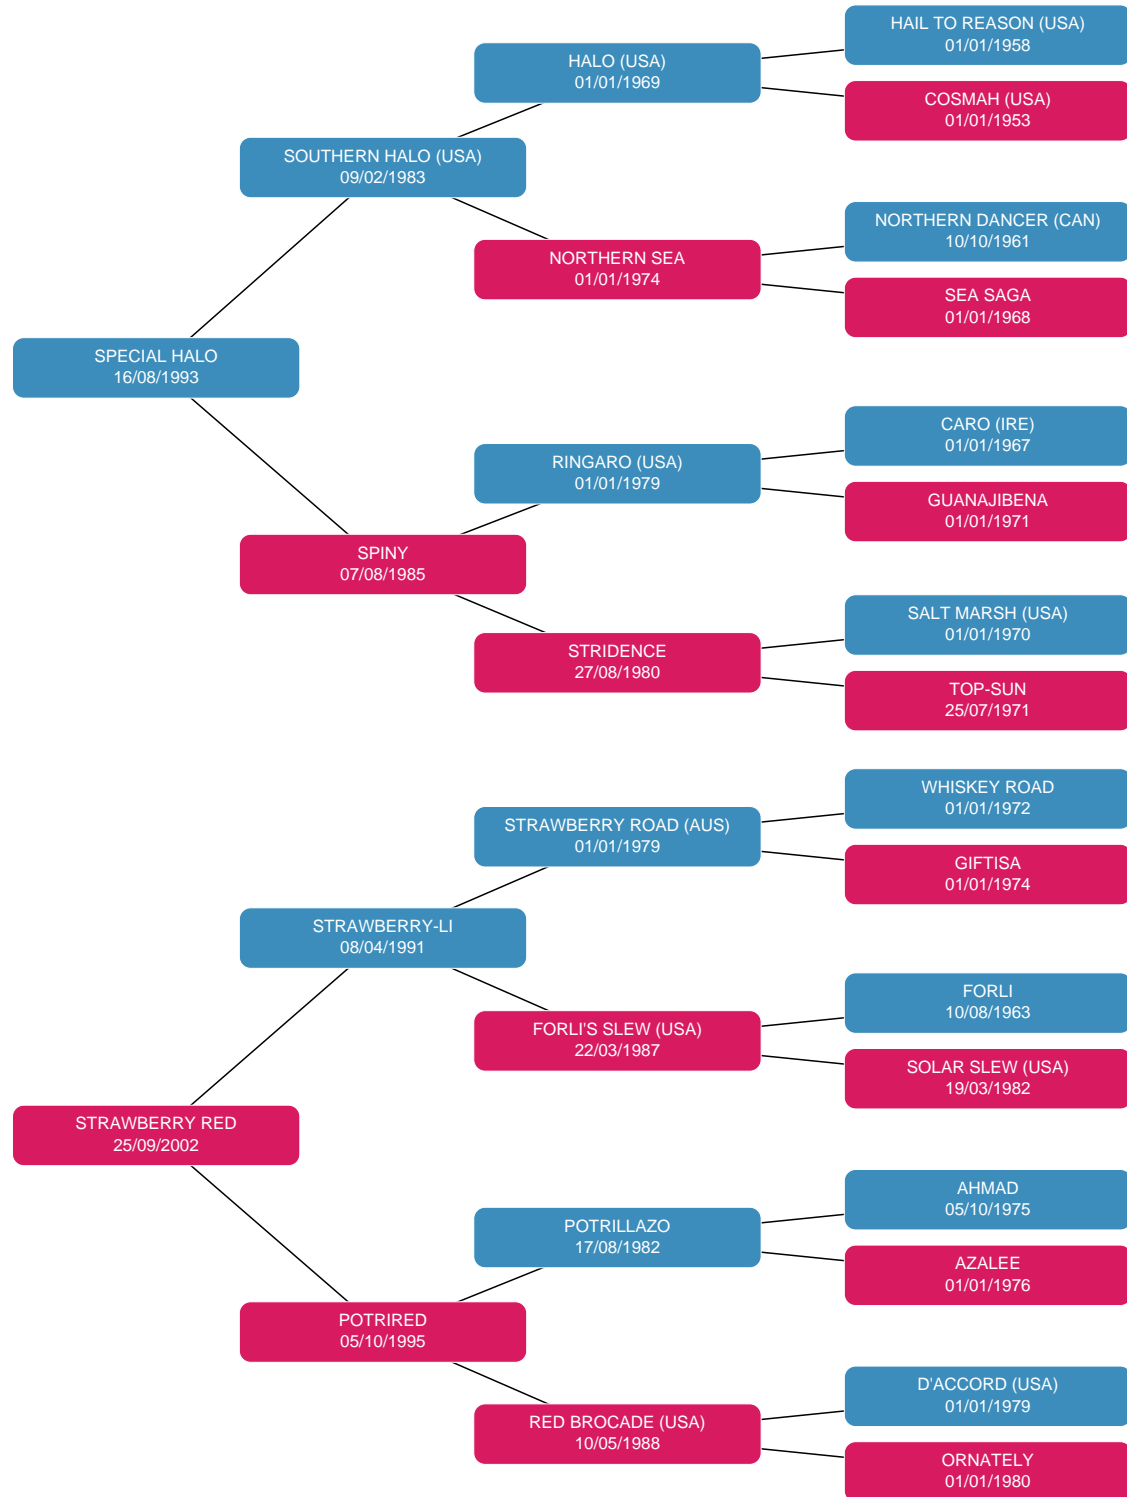 HAIL TO REASON (USA)
01/01/1958
HALO (USA)
01/01/1969
COSMAH (USA)
01/01/1953
SOUTHERN HALO (USA)
09/02/1983
NORTHERN DANCER (CAN)
10/10/1961
NORTHERN SEA
01/01/1974
SEA SAGA
01/01/1968
SPECIAL HALO
16/08/1993
CARO (IRE)
01/01/1967
RINGARO (USA)
01/01/1979
GUANAJIBENA
01/01/1971
SPINY
07/08/1985
SALT MARSH (USA)
01/01/1970
STRIDENCE
27/08/1980
TOP-SUN
25/07/1971
WHISKEY ROAD
01/01/1972
STRAWBERRY ROAD (AUS)
01/01/1979
GIFTISA
01/01/1974
STRAWBERRY-LI
08/04/1991
FORLI
10/08/1963
FORLI'S SLEW (USA)
22/03/1987
SOLAR SLEW (USA)
19/03/1982
STRAWBERRY RED
25/09/2002
AHMAD
05/10/1975
POTRILLAZO
17/08/1982
AZALEE
01/01/1976
POTRIRED
05/10/1995
D'ACCORD (USA)
01/01/1979
RED BROCADE (USA)
10/05/1988
ORNATELY
01/01/1980